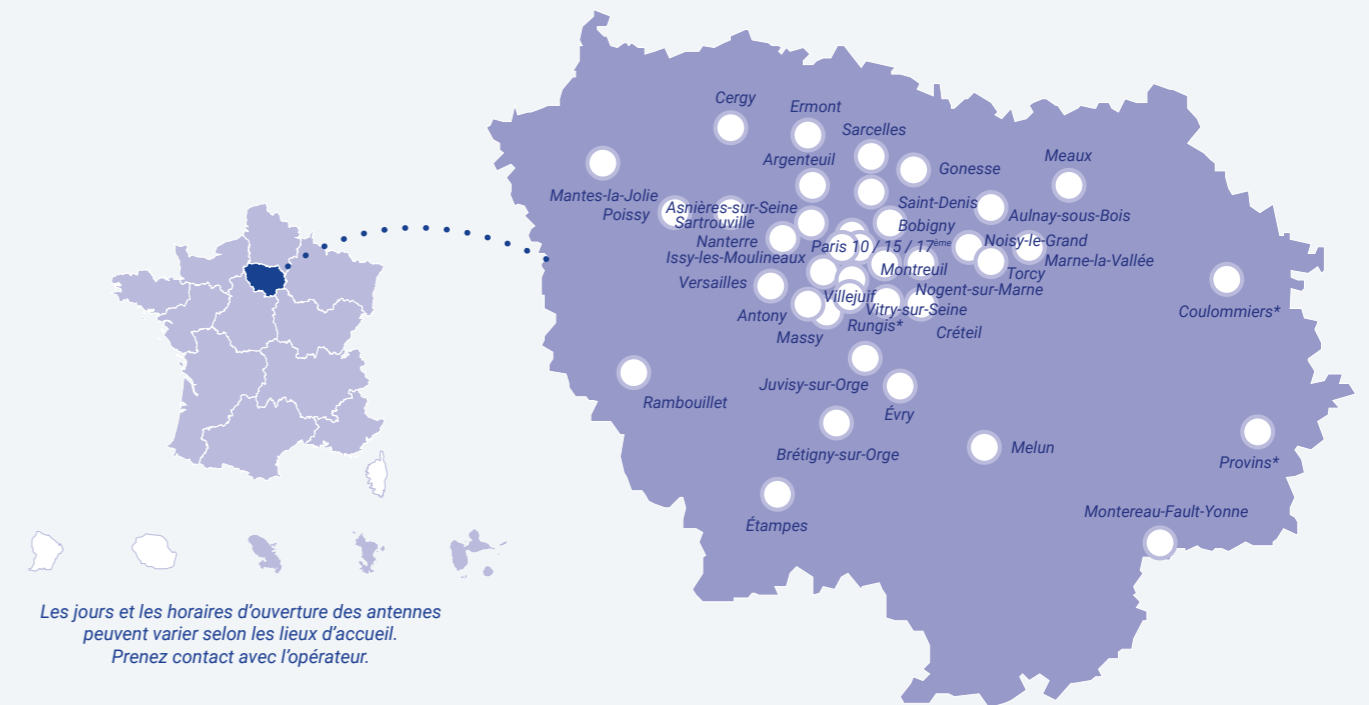 Cergy
Ermont
Sarcelles
Argenteuil
Gonesse
Meaux
Mantes-la-Jolie
Poissy
Asnières-sur-Seine
Sartrouville
Saint-Denis
Aulnay-sous-Bois
Bobigny
Nanterre
Paris 10 / 15 / 17ème
Noisy-le-Grand
Issy-les-Moulineaux
Marne-la-Vallée
Montreuil
Torcy
Versailles
Nogent-sur-Marne
Villejuif
Vitry-sur-Seine
Coulommiers*
Antony
Rungis*
Massy
Créteil
Juvisy-sur-Orge
Rambouillet
Évry
Brétigny-sur-Orge
Melun
Provins*
Étampes
Montereau-Fault-Yonne
Les jours et les horaires d’ouverture des antennes
peuvent varier selon les lieux d’accueil.
Prenez contact avec l’opérateur.